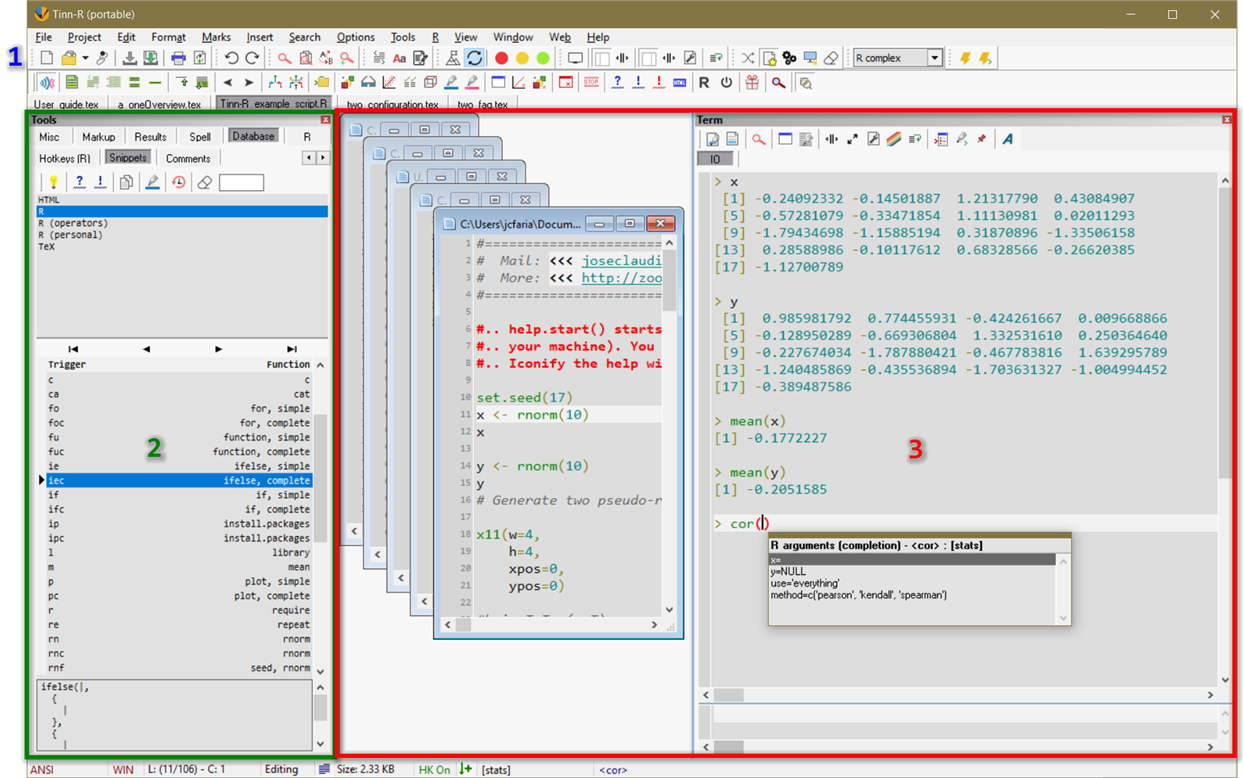 Tinn-R (portable)
File Project Edit Format Marks Insert Search Options Tools R View Window Web Help
1
R complex
User_guide.tex a_oneOverview.tex Tinn-R_example_script.R two_configuration.tex two_faq.tex
Tools
Misc Markup Results Spell Database R
Hotkeys (R) Snippets Comments
HTML
R
R (operators)
R (personal)
TeX
Trigger Function
c c
ca cat
fo for, simple
foc for, complete
fu function, simple
fuc function, complete
ie ifelse, simple
iec ifelse, complete
if if, simple
ifc if, complete
ip install.packages
ipc install.packages
l library
m mean
p plot, simple
pc plot, complete
r require
re repeat
rn rnorm
rnc rnorm
rnf seed, rnorm
2
ifelse(|,
{
|
},
{
|
C.
C.
U.
C.
C:\Users\jcfaria\Docum...
1 #=======================
2 # Mail: <<< joseclaudi
3 # More: <<< http://zoo
4 #=======================
5
6 #.. help.start() starts
7 #.. your machine). You
8 #.. Iconify the help wi
9
10 set.seed(17)
11 x <- rnorm(10)
12 x
13
14 y <- rnorm(10)
15 y
16 # Generate two pseudo-r
17
18 x11(w=4,
19 h=4,
20 xpos=0,
21 ypos=0)
22
Term
IO
> x
[1] -0.24092332 -0.14501887 1.21317790 0.43084907
[5] -0.57281079 -0.33471854 1.11130981 0.02011293
[9] -1.79434698 -1.15885194 0.31870896 -1.33506158
[13] 0.28588986 -0.10117612 0.68328566 -0.26620385
[17] -1.12700789
> y
[1] 0.985981792 0.774455931 -0.424261667 0.009668866
[5] -0.128950289 -0.669306804 1.332531610 0.250364640
[9] -0.227674034 -1.787880421 -0.467783816 1.639295789
[13] -1.240485869 -0.435536894 -1.703631327 -1.004994452
[17] -0.389487586
> mean(x)
[1] -0.1772227
> mean(y)
[1] -0.2051585
3
> cor()
R arguments (completion) - <cor> : [stats]
x=
y=NULL
use='everything'
method=c('pearson', 'kendall', 'spearman')
ANSI WIN L: (11/106) - C: 1 Editing Size: 2.33 KB HK On [stats] <cor>